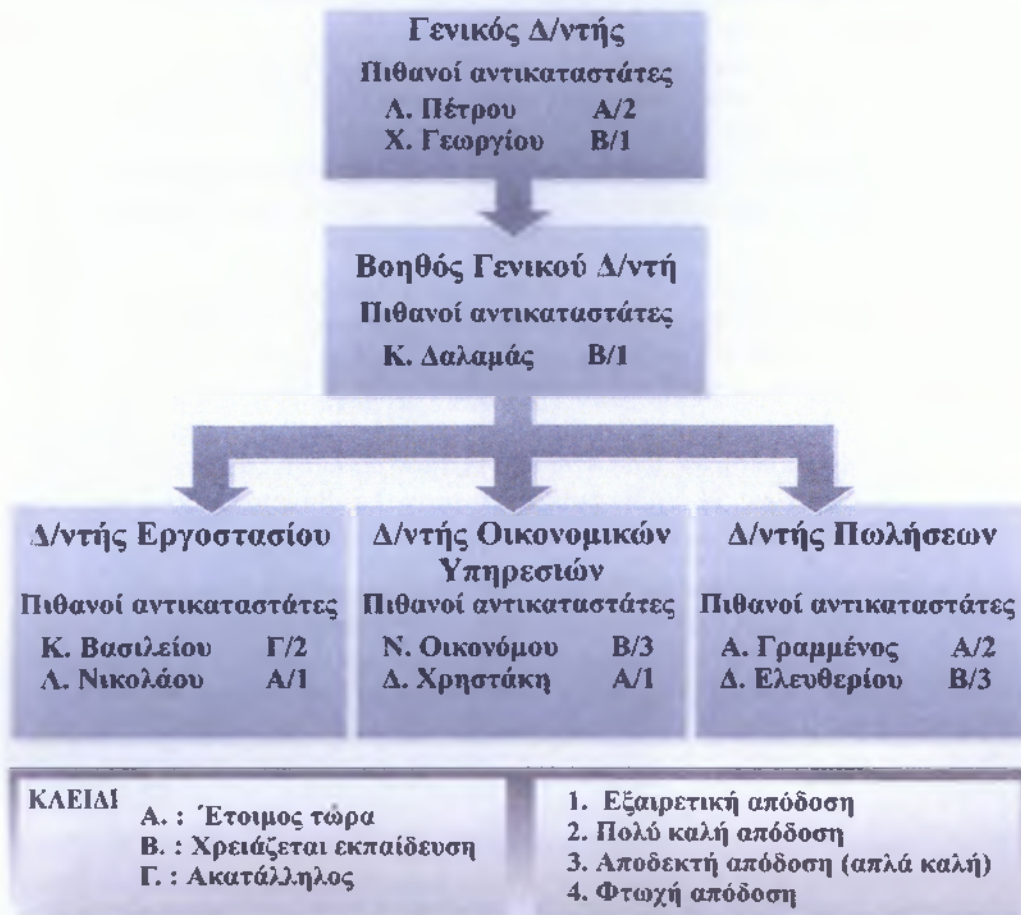 Γενικός Δ/ντής
Πιθανοί αντικαταστάτες
Λ. Πέτρου Α/2
Χ. Γεωργίου Β/1
Βοηθός Γενικού Δ/ντή
Πιθανοί αντικαταστάτες
Κ. Δαλαμάς Β/1
Δ/ντής Εργοστασίου
Πιθανοί αντικαταστάτες
Κ. Βασιλείου Γ/2
Λ. Νικολάου Α/1
Δ/ντής Οικονομικών
Υπηρεσιών
Πιθανοί αντικαταστάτες
Ν. Οικονόμου Β/3
Δ. Χρηστάκη Α/1
Δ/ντής Πωλήσεων
Πιθανοί αντικαταστάτες
Α. Γραμμένος Α/2
Δ. Ελευθερίου Β/3
ΚΛΕΙΔΙ
Α. : Έτοιμος τώρα
Β. : Χρειάζεται εκπαίδευση
Γ. : Ακατάλληλος
1. Εξαιρετική απόδοση
2. Πολύ καλή απόδοση
3. Αποδεκτή απόδοση (απλά καλή)
4. Φτωχή απόδοση